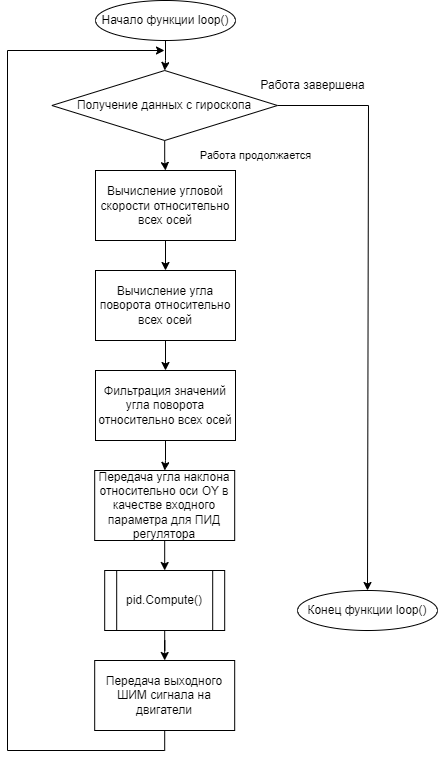 Начало функции loop()
Работа завершена
Получение данных с гироскопа
Работа продолжается
Вычисление угловой
скорости относительно
всех осей
Вычисление угла
поворота относительно
всех осей
Фильтрация значений
угла поворота
относительно всех осей
Передача угла наклона
относительно оси OY в
качестве входного
параметра для ПИД
регулятора
pid.Compute()
Конец функции loop()
Передача выходного
ШИМ сигнала на
двигатели